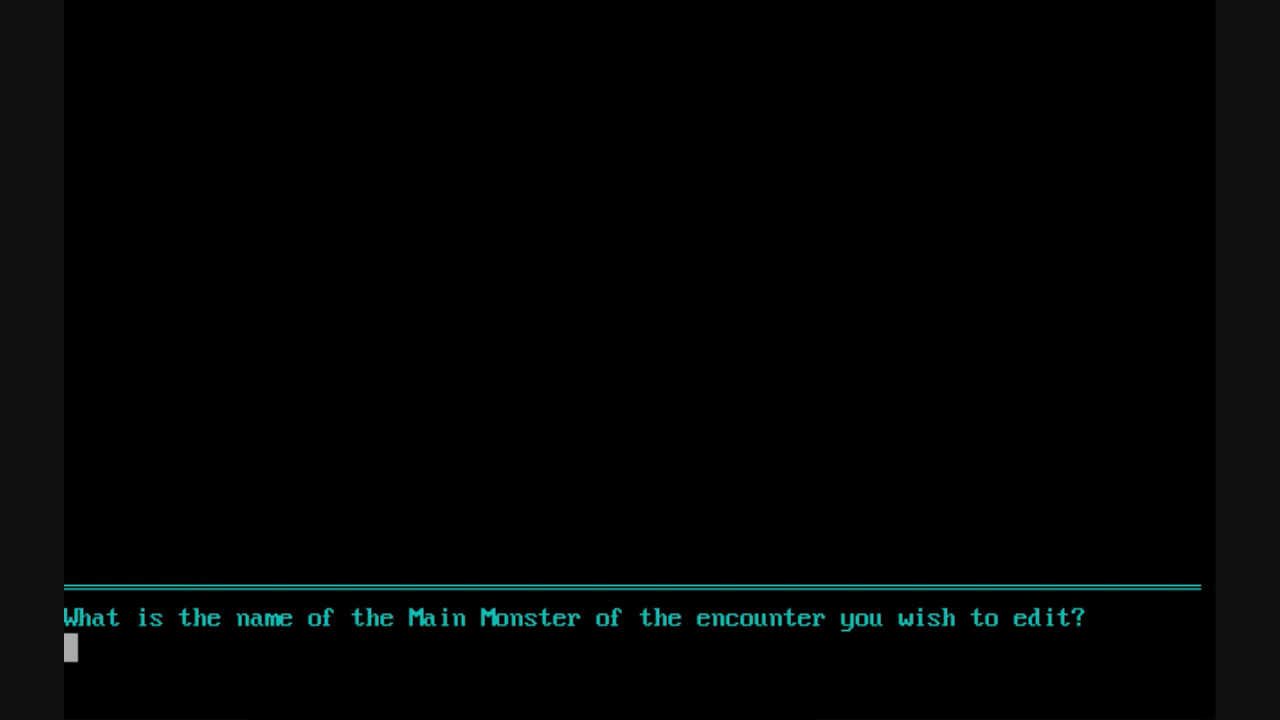 What is the name of the Main Monster of the encounter you wish to edit?